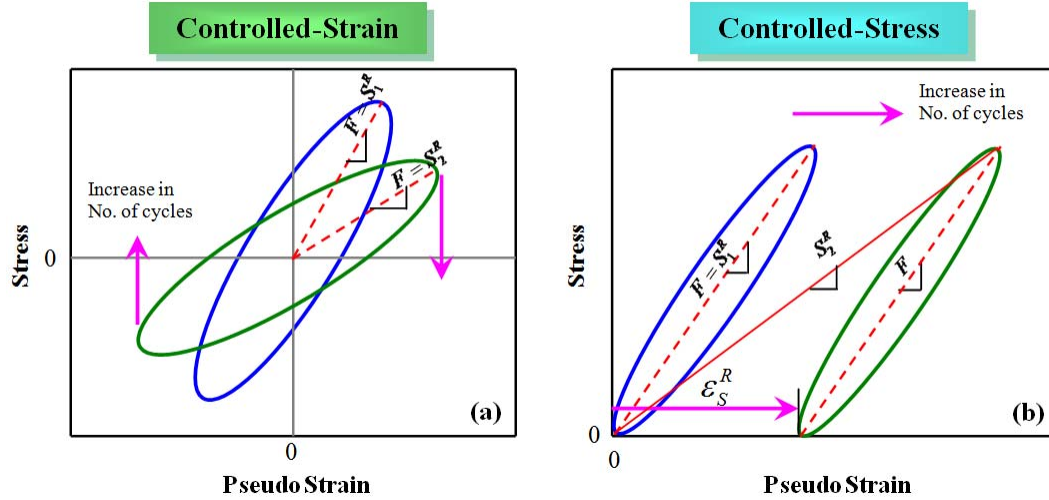 Controlled-Strain
F = S₁ᴿ
F = S₂ᴿ
Increase in
No. of cycles
Stress
0
0
Pseudo Strain
(a)
Controlled-Stress
Increase in
No. of cycles
F = S₁ᴿ
S₂ᴿ
F
εₛᴿ
Stress
0
0
Pseudo Strain
(b)